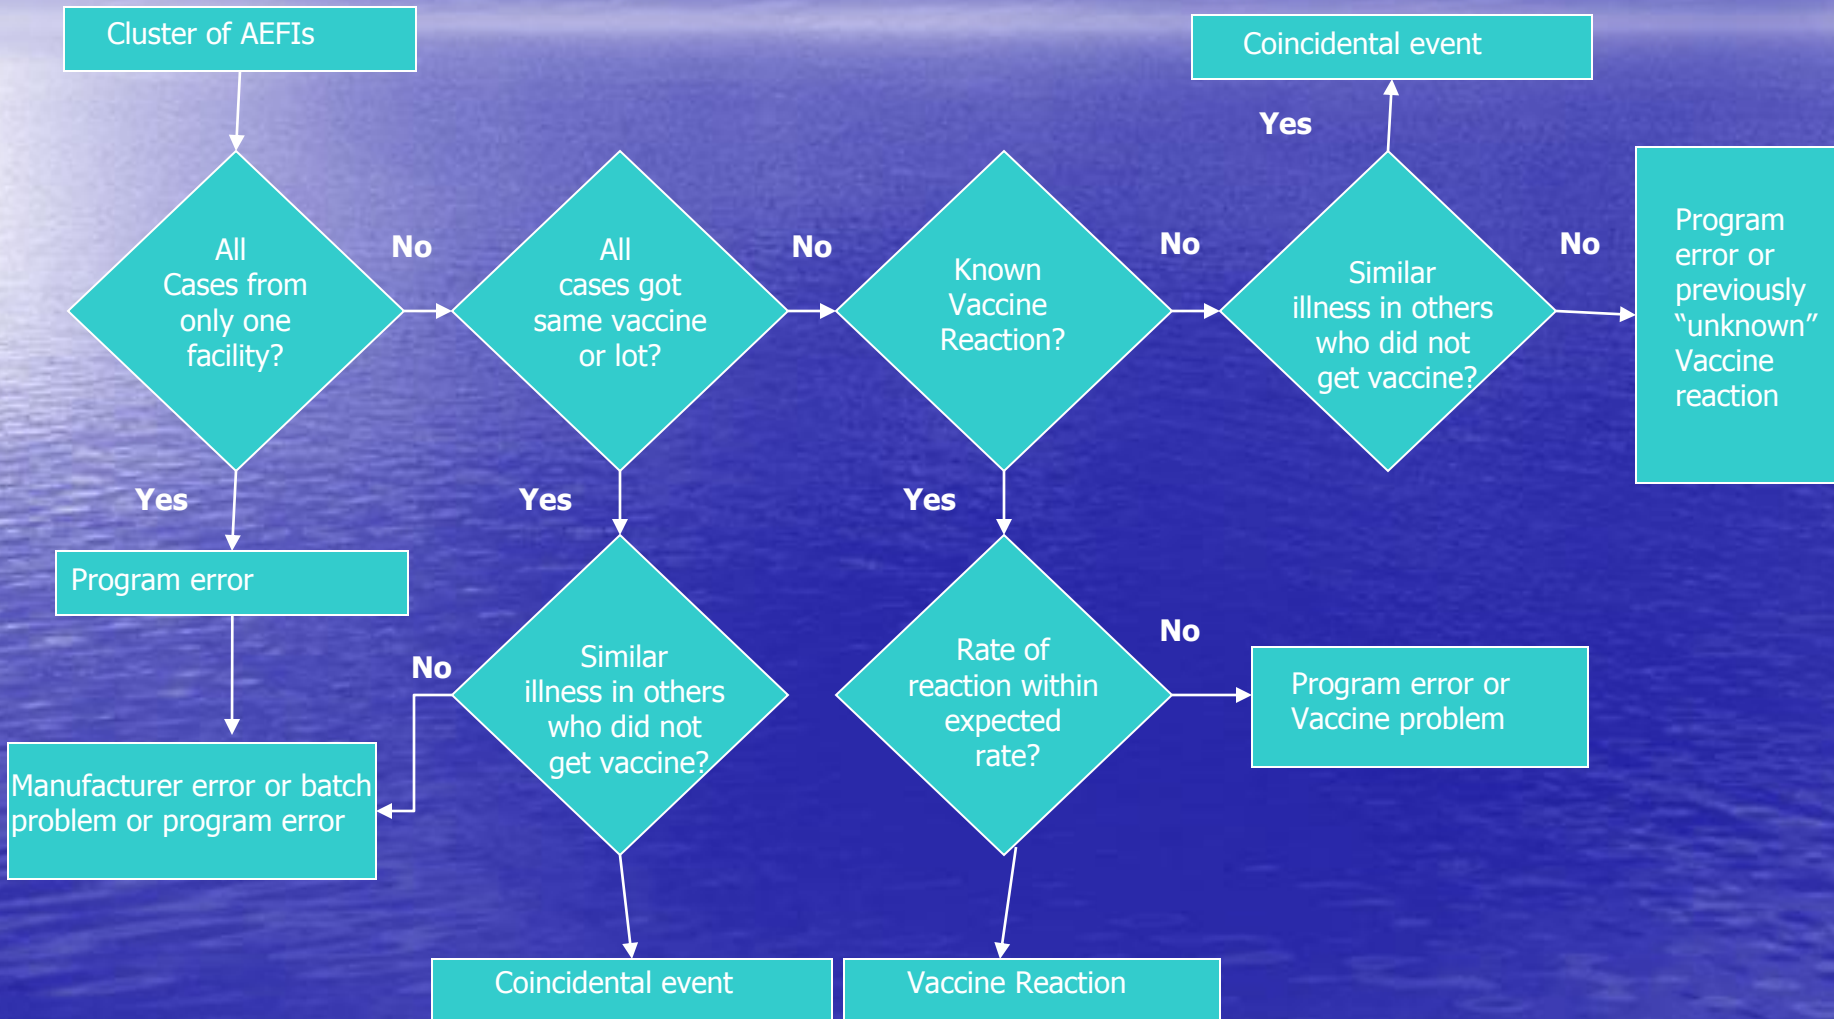 Cluster of AEFIs
Coincidental event
Yes
All
Cases from
only one
facility?
No
All
cases got
same vaccine
or lot?
No
Known
Vaccine
Reaction?
No
Similar
illness in others
who did not
get vaccine?
No
Program
error or
previously
“unknown”
Vaccine
reaction
Yes
Yes
Yes
Program error
No
Similar
illness in others
who did not
get vaccine?
Rate of
reaction within
expected
rate?
No
Program error or
Vaccine problem
Manufacturer error or batch
problem or program error
Coincidental event
Vaccine Reaction